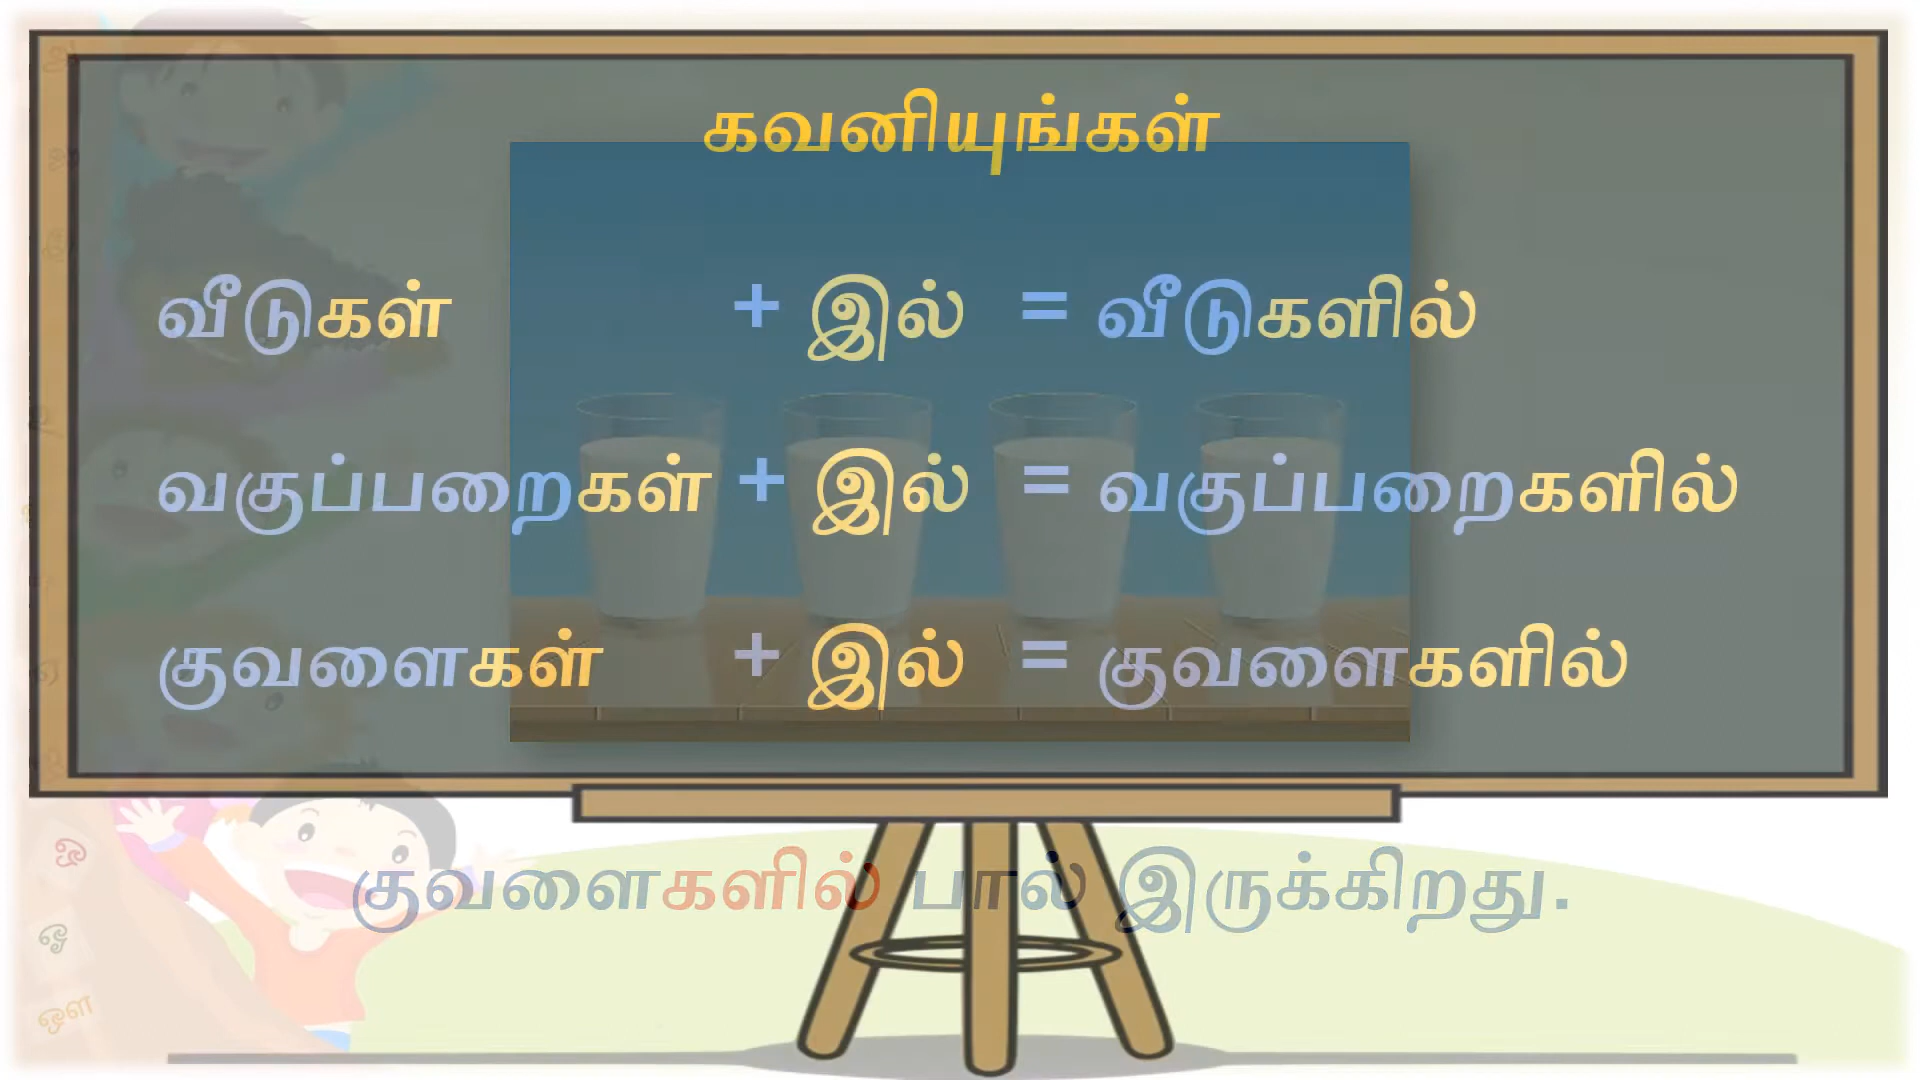 கவனியுங்கள்
வீடுகள் + இல் = வீடுகளில்
வகுப்பறைகள் + இல் = வகுப்பறைகளில்
குவளைகள் + இல் = குவளைகளில்
குவளைகளில் பால் இருக்கிறது.
ஓ
ஒ
ஔ